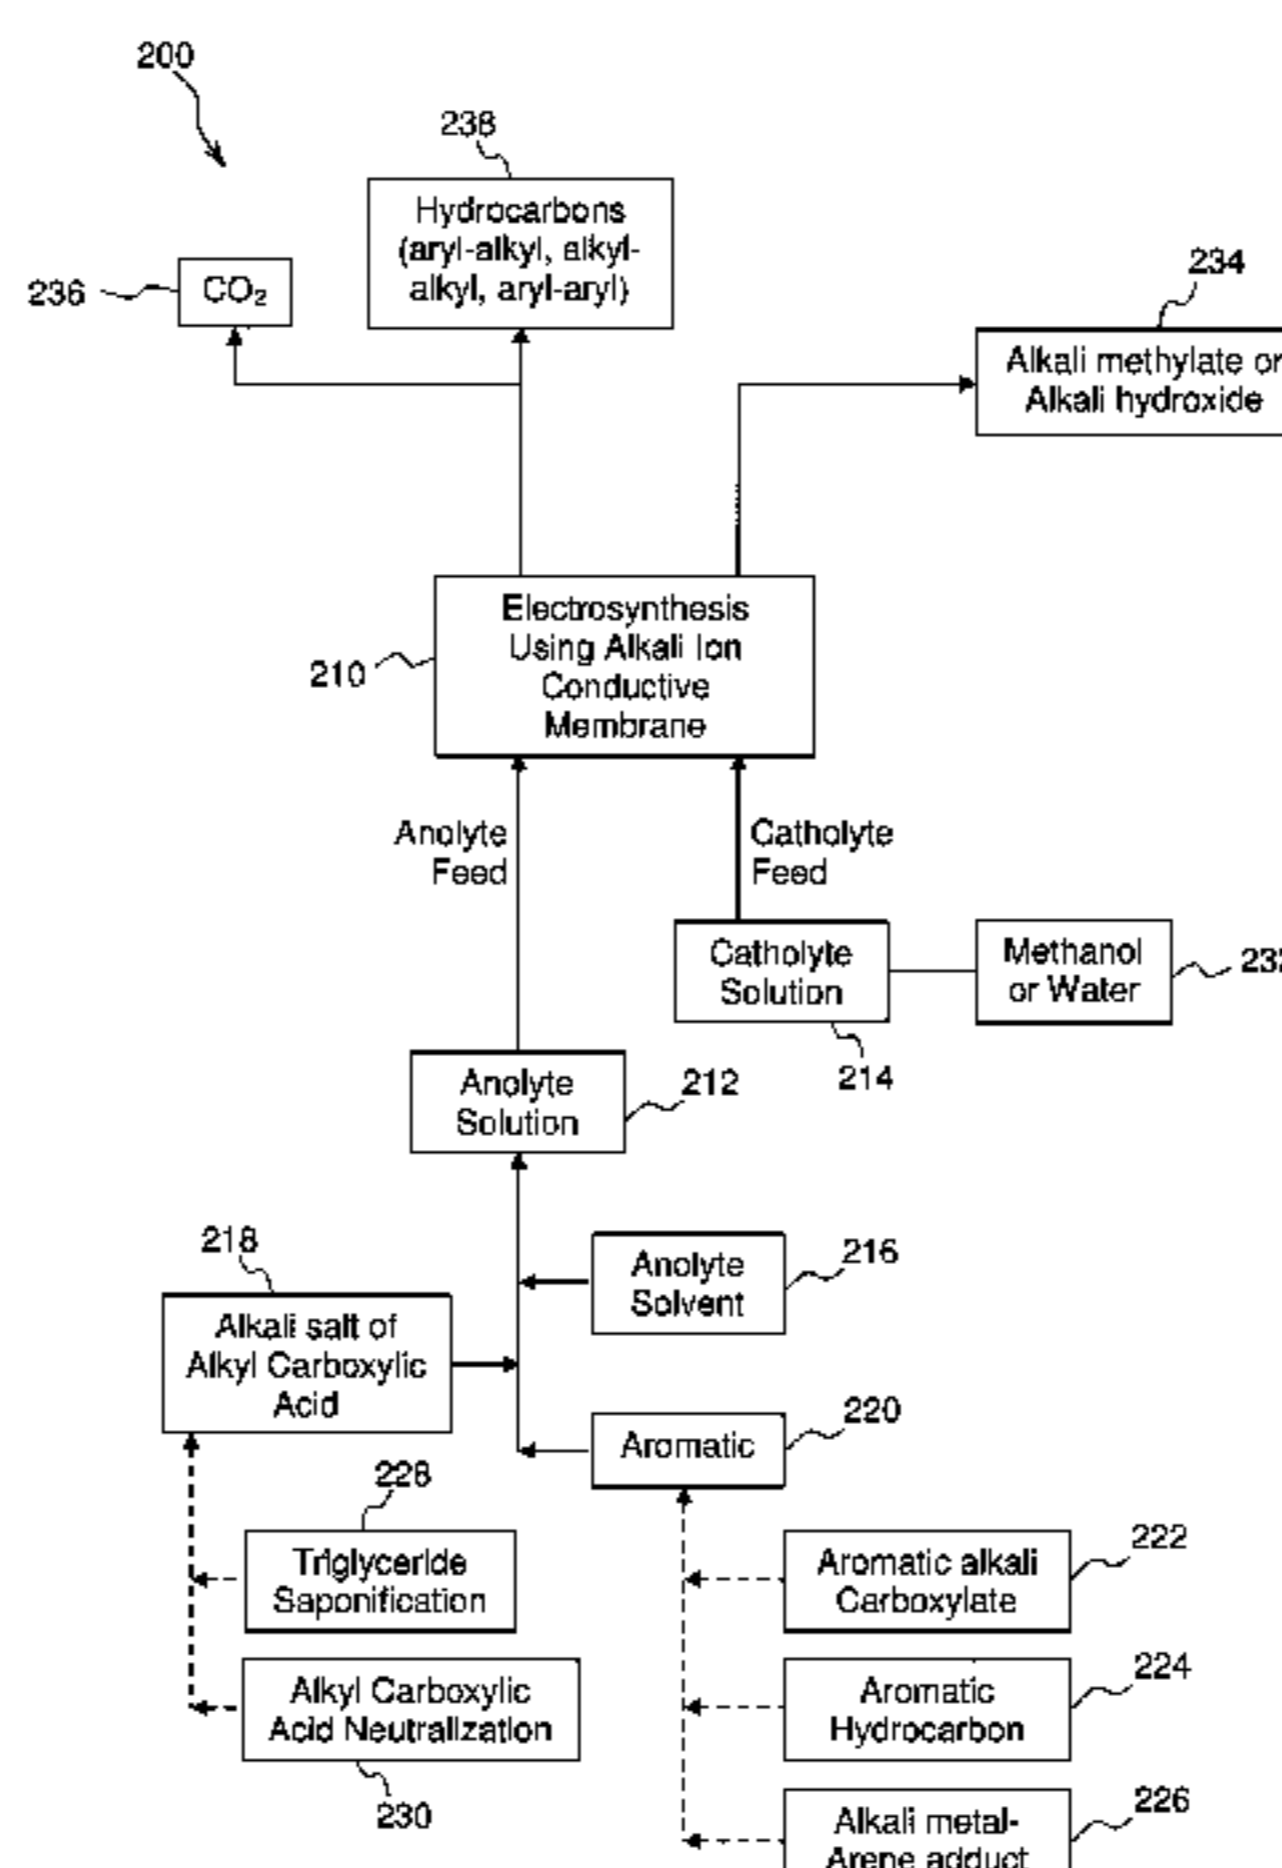 200
238
Hydrocarbons
(aryl-alkyl, alkyl-
alkyl, aryl-aryl)
236
CO₂
234
Alkali methylate or
Alkali hydroxide
Electrosynthesis
Using Alkali Ion
Conductive
Membrane
210
Anolyte
Feed
Catholyte
Feed
Catholyte
Solution
Methanol
or Water
232
214
Anolyte
Solution
212
218
Alkali salt of
Alkyl Carboxylic
Acid
Anolyte
Solvent
216
Aromatic
220
228
Triglyceride
Saponification
Aromatic alkali
Carboxylate
222
Alkyl Carboxylic
Acid Neutralization
230
Aromatic
Hydrocarbon
224
Alkali metal-
Arene adduct
226